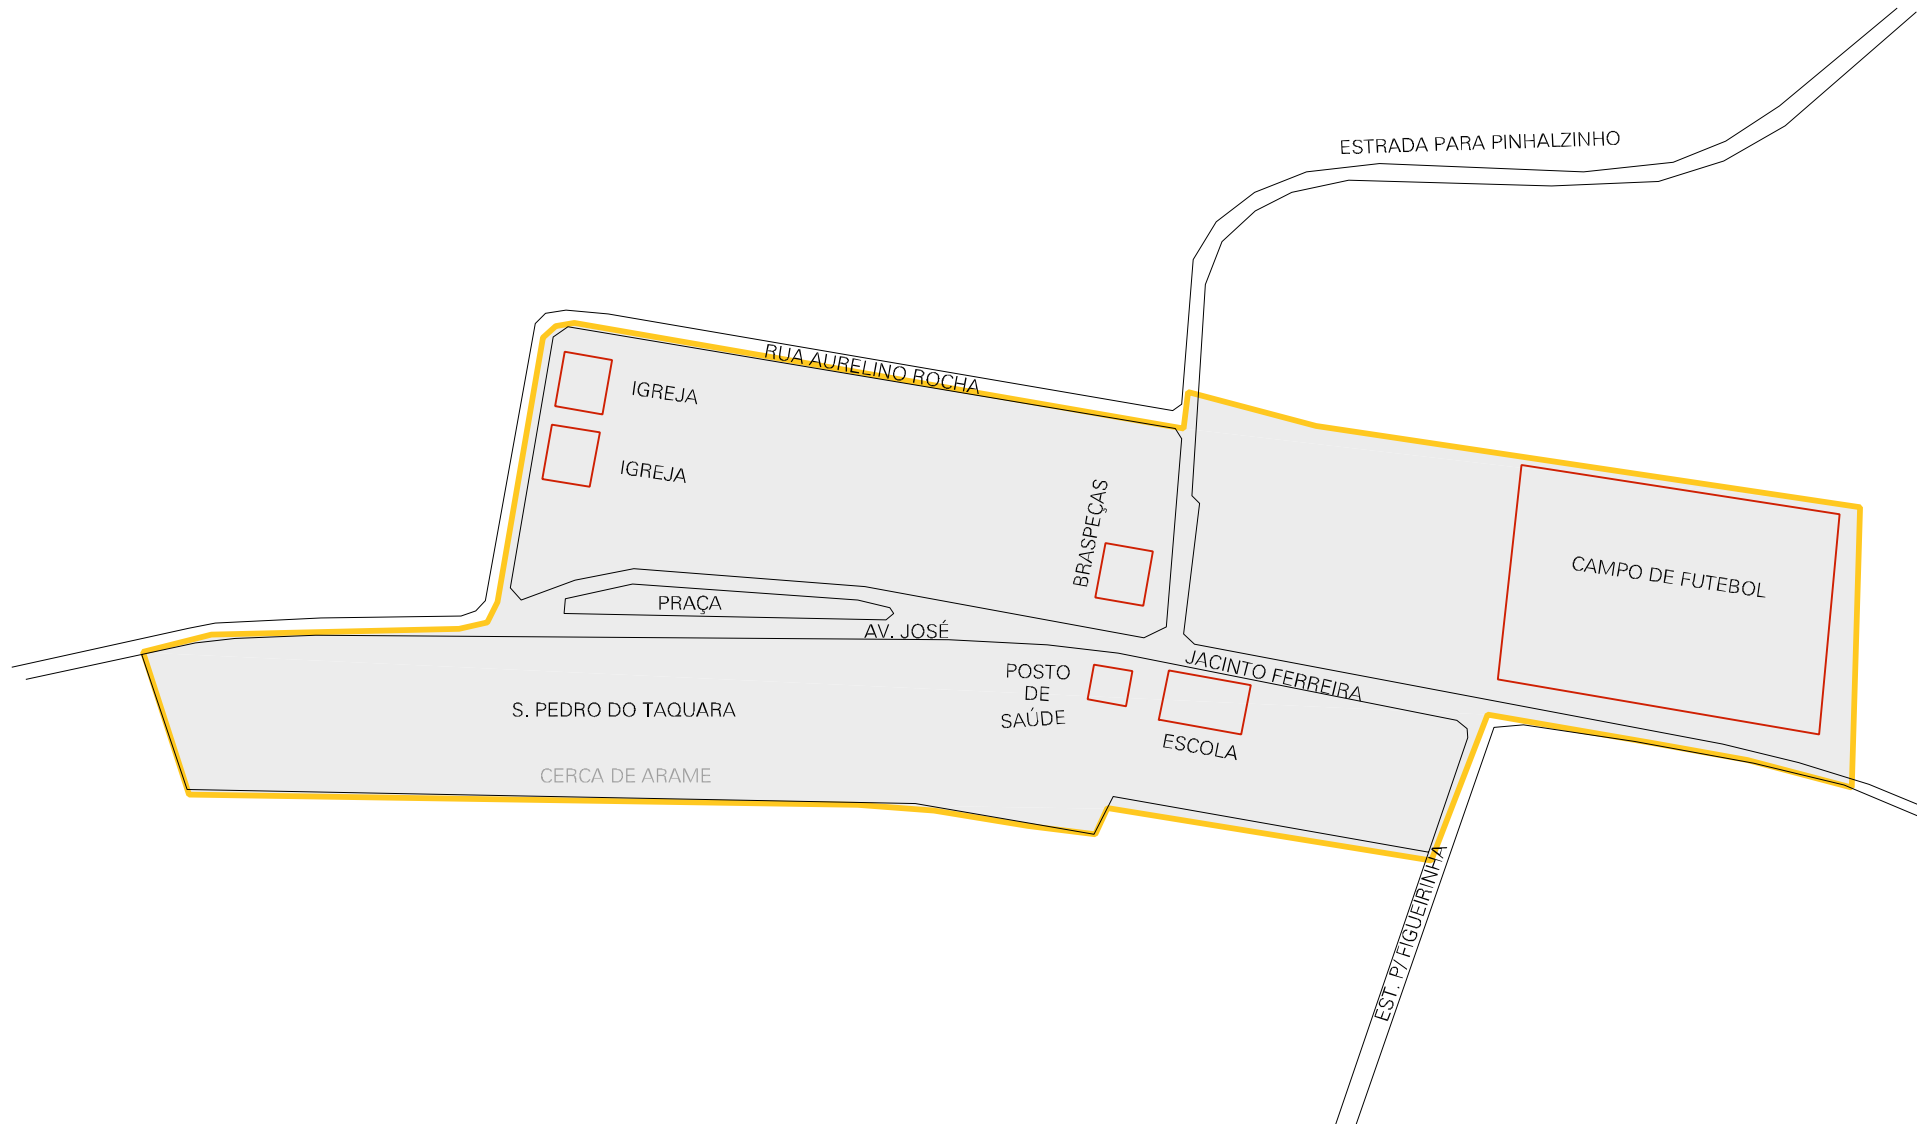 ESTRADA PARA PINHALZINHO
RUA AURELINO ROCHA
IGREJA
IGREJA
BRASPEÇAS
CAMPO DE FUTEBOL
PRAÇA
AV. JOSÉ
JACINTO FERREIRA
POSTO
DE
SAÚDE
S. PEDRO DO TAQUARA
ESCOLA
CERCA DE ARAME
EST. P/ FIGUEIRINHA